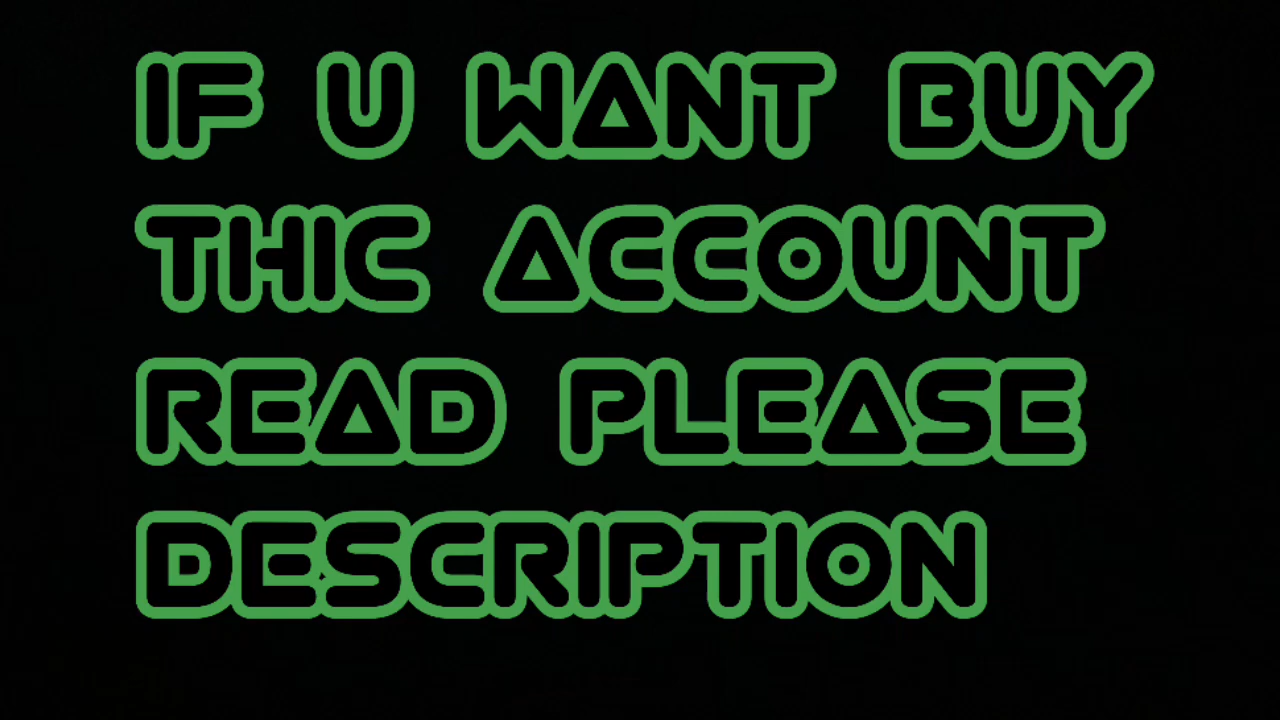 IF U WANT BUY
THIC ACCOUNT
READ PLEASE
DESCRIPTION